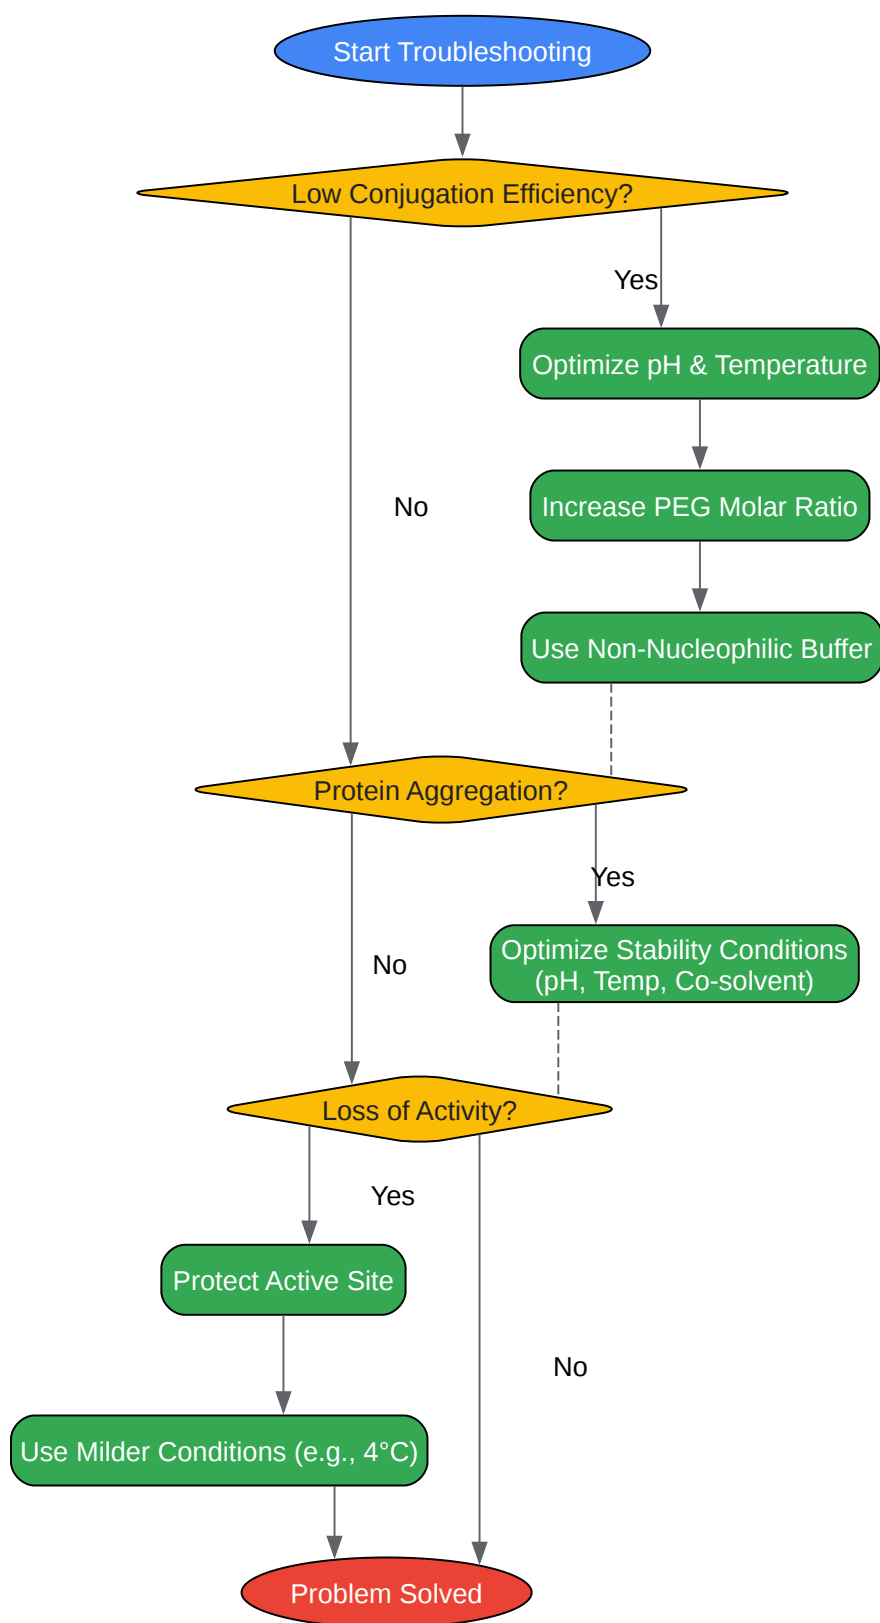 Start Troubleshooting
Low Conjugation Efficiency?
Yes
Optimize pH & Temperature
Increase PEG Molar Ratio
No
Use Non-Nucleophilic Buffer
Protein Aggregation?
Yes
Optimize Stability Conditions
(pH, Temp, Co-solvent)
No
Loss of Activity?
Yes
Protect Active Site
No
Use Milder Conditions (e.g., 4°C)
Problem Solved